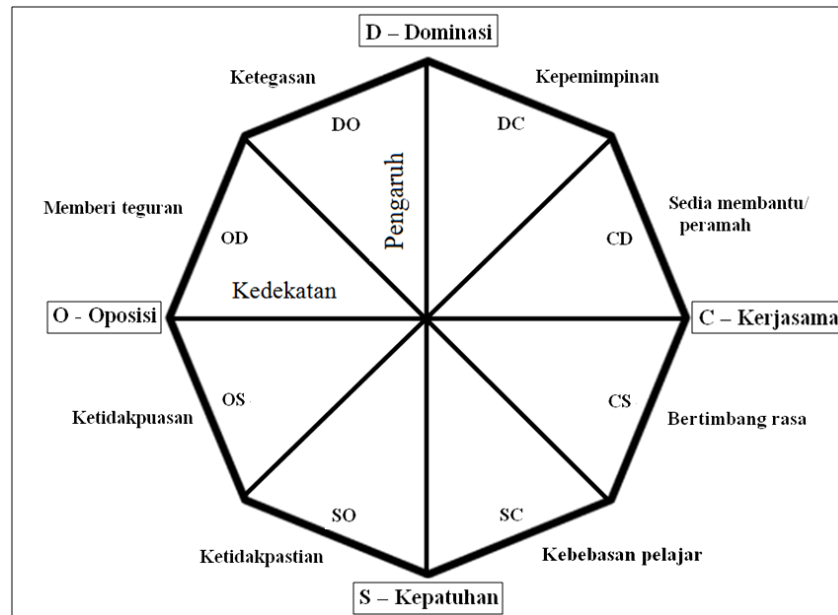 D – Dominasi
Ketegasan
Kepemimpinan
DO
DC
Pengaruh
Memberi teguran
Sedia membantu/
peramah
OD
CD
Kedekatan
O - Oposisi
C – Kerjasama
OS
CS
Ketidakpuasan
Bertimbang rasa
SO
SC
Ketidakpastian
Kebebasan pelajar
S – Kepatuhan